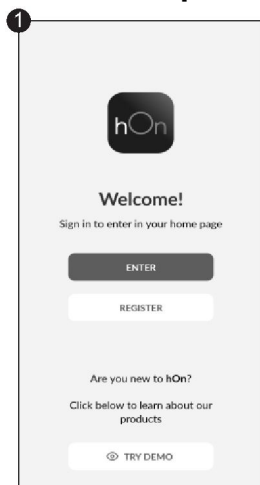 1
hOn
Welcome!
Sign in to enter in your home page
ENTER
REGISTER
Are you new to hOn?
Click below to learn about our
products
TRY DEMO